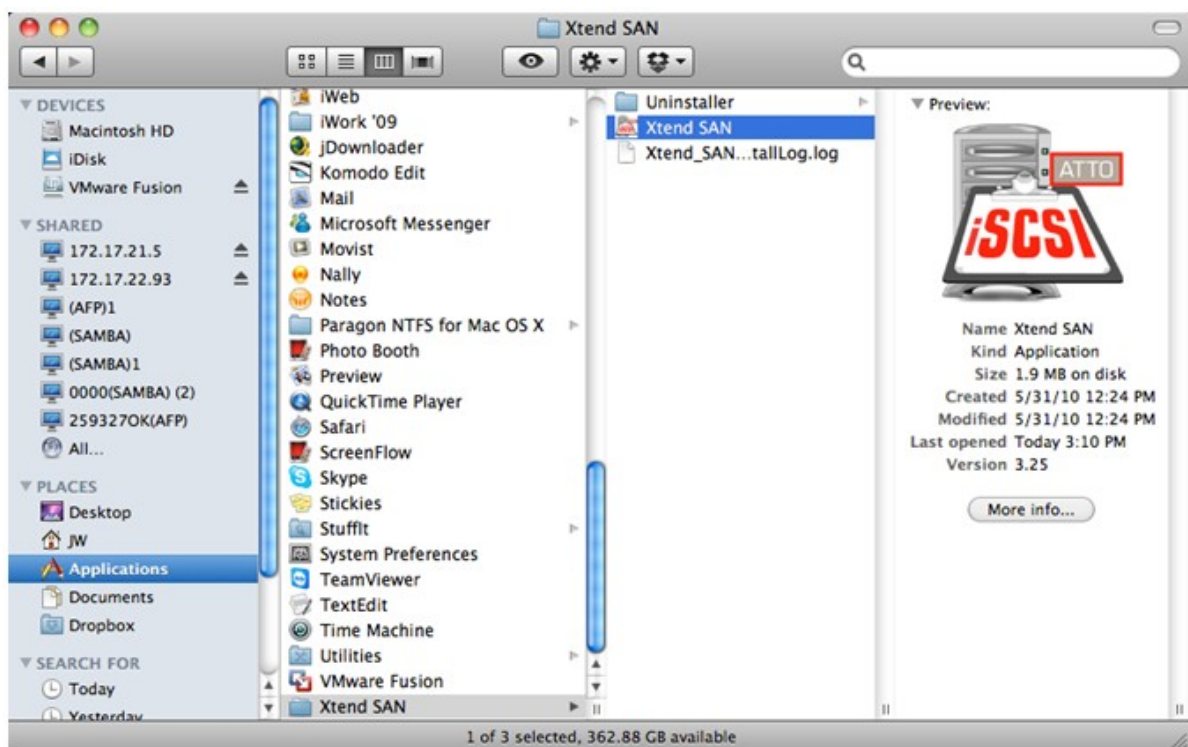 Xtend SAN
DEVICES
Macintosh HD
iDisk
VMware Fusion
SHARED
172.17.21.5
172.17.22.93
(AFP)1
(SAMBA)
(SAMBA)1
0000(SAMBA) (2)
259327OK(AFP)
All...
PLACES
Desktop
JW
Applications
Documents
Dropbox
SEARCH FOR
Today
Yesterday
iWeb
iWork '09
jDownloader
Komodo Edit
Mail
Microsoft Messenger
Movist
Nally
Notes
Paragon NTFS for Mac OS X
Photo Booth
Preview
QuickTime Player
Safari
ScreenFlow
Skype
Stickies
StuffIt
System Preferences
TeamViewer
TextEdit
Time Machine
Utilities
VMware Fusion
Xtend SAN
Uninstaller
Xtend SAN
Xtend_SAN...tallLog.log
Preview:
ATTO
iSCSI
Name Xtend SAN
Kind Application
Size 1.9 MB on disk
Created 5/31/10 12:24 PM
Modified 5/31/10 12:24 PM
Last opened Today 3:10 PM
Version 3.25
More info...
1 of 3 selected, 362.88 GB available